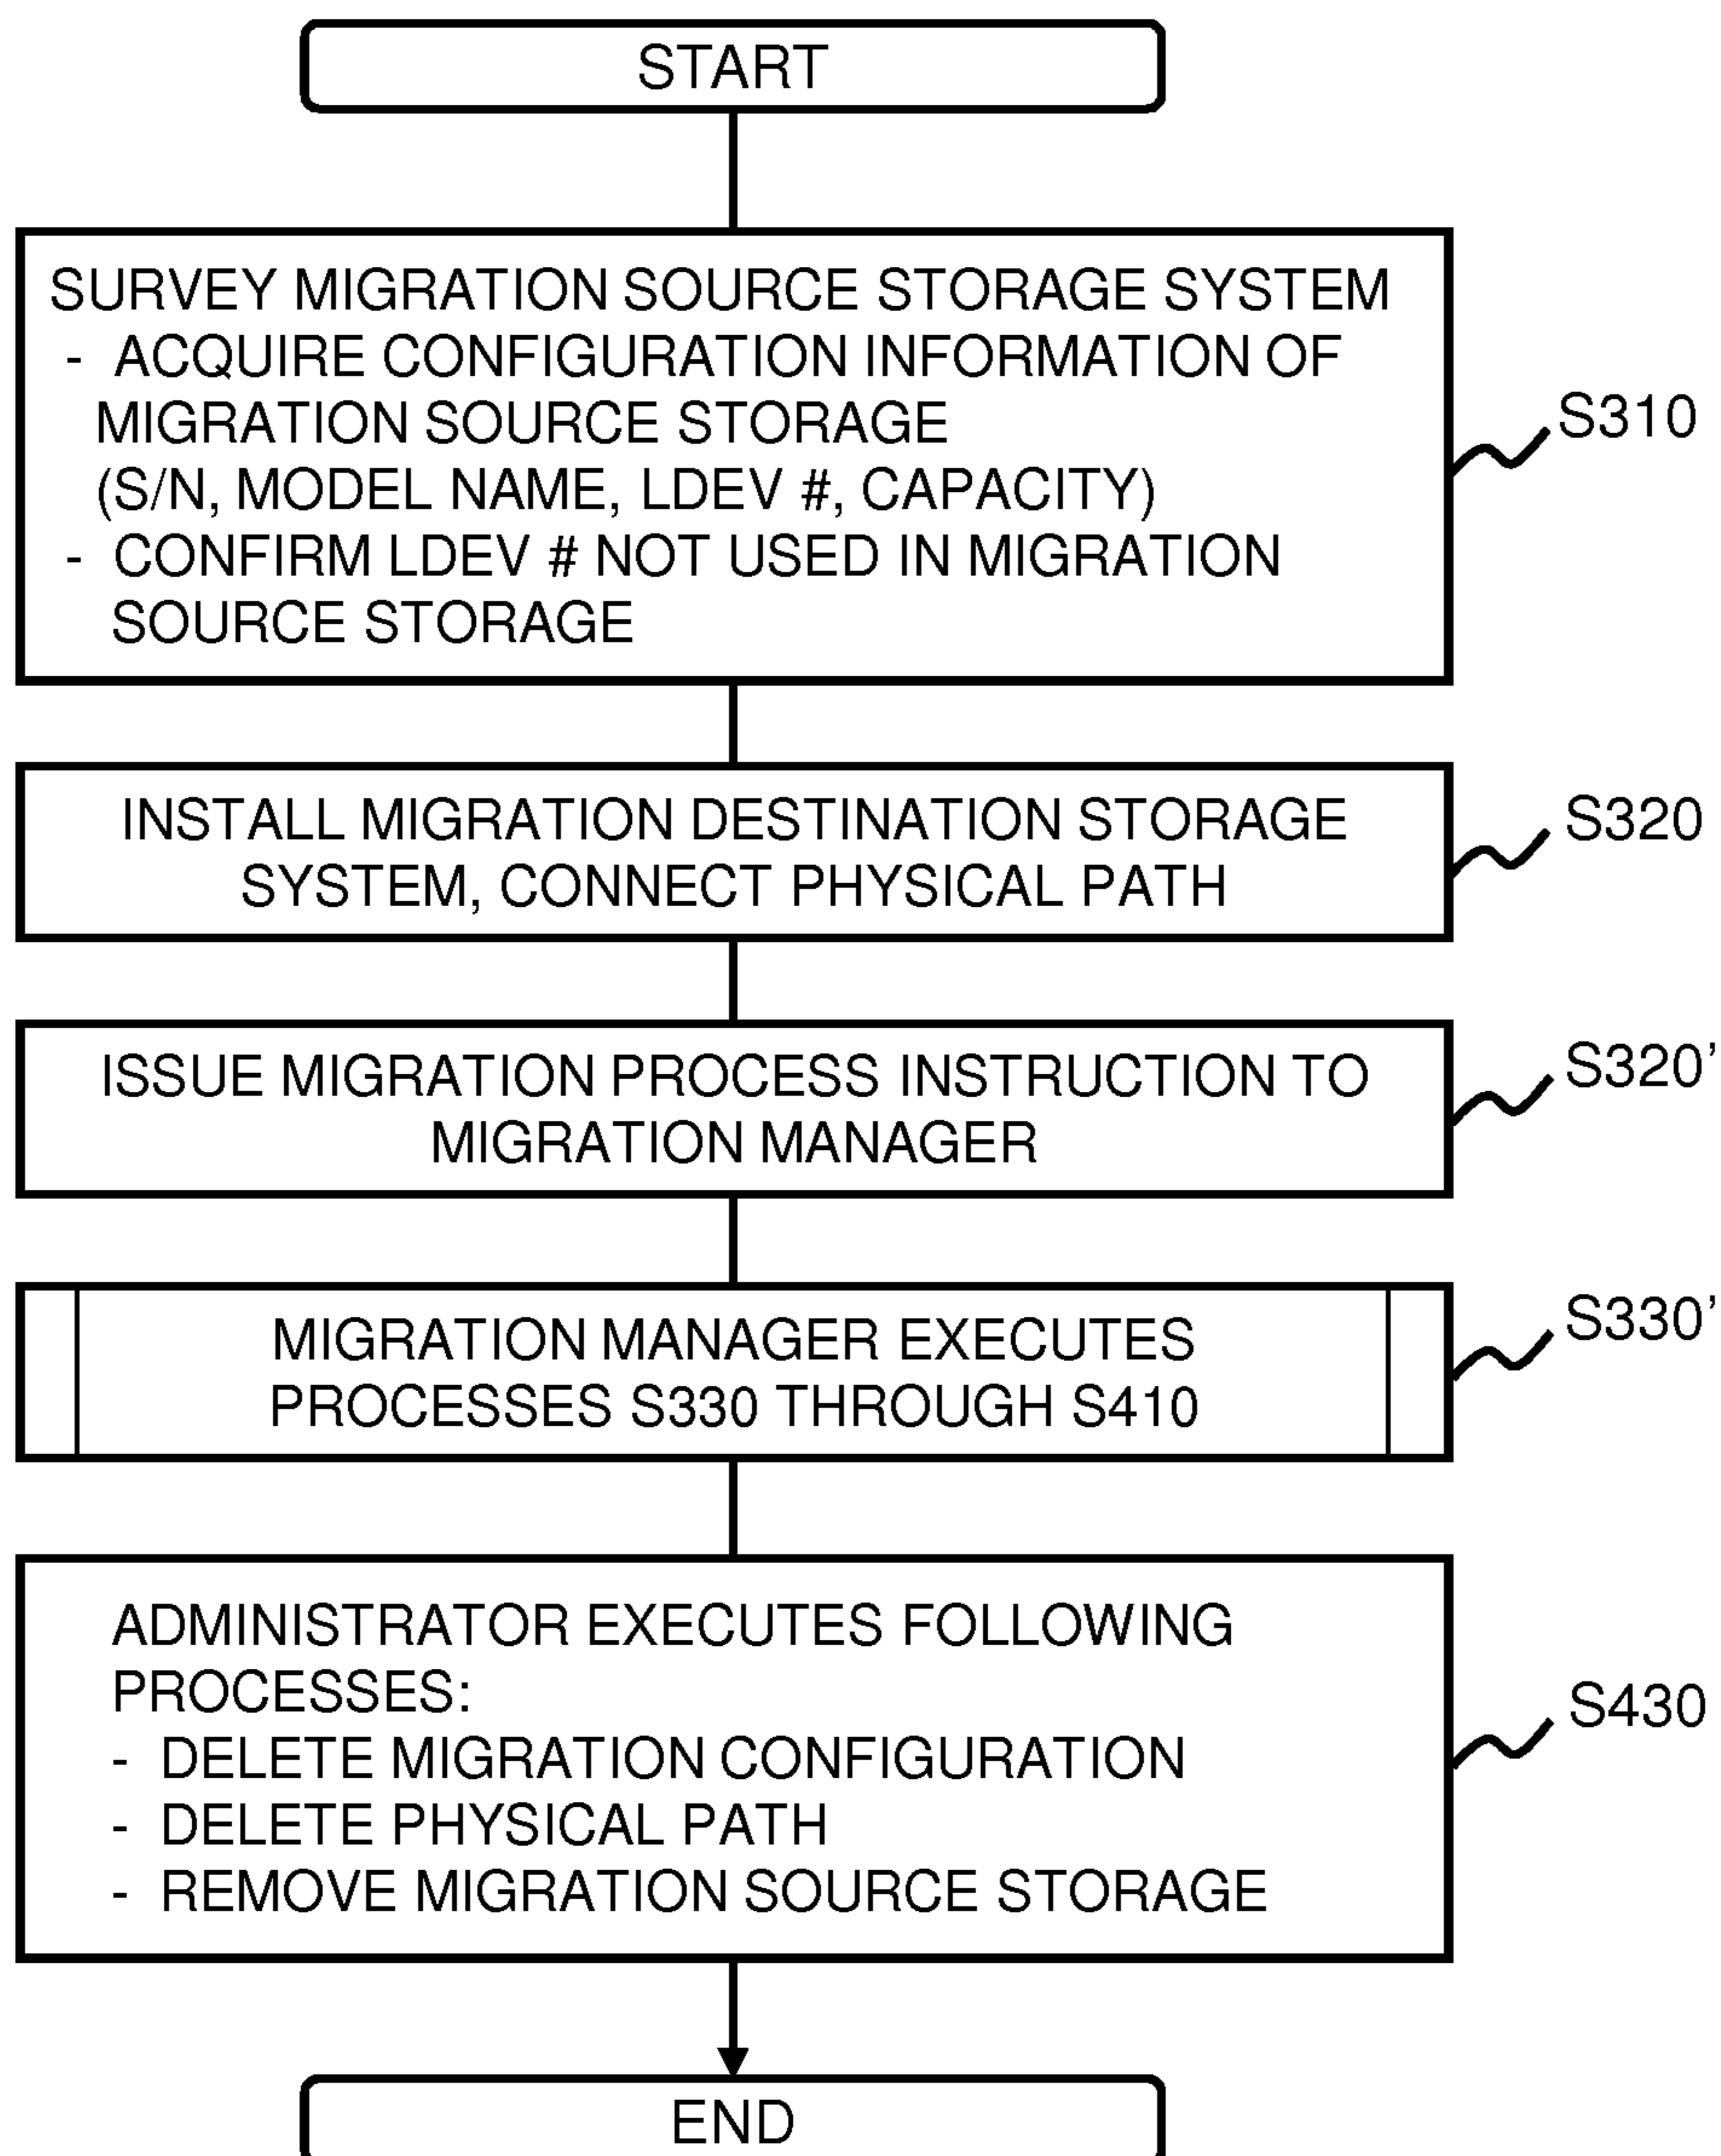 START
SURVEY MIGRATION SOURCE STORAGE SYSTEM
- ACQUIRE CONFIGURATION INFORMATION OF
MIGRATION SOURCE STORAGE
(S/N, MODEL NAME, LDEV #, CAPACITY)
- CONFIRM LDEV # NOT USED IN MIGRATION
SOURCE STORAGE
S310
INSTALL MIGRATION DESTINATION STORAGE
SYSTEM, CONNECT PHYSICAL PATH
S320
ISSUE MIGRATION PROCESS INSTRUCTION TO
MIGRATION MANAGER
S320'
MIGRATION MANAGER EXECUTES
PROCESSES S330 THROUGH S410
S330'
ADMINISTRATOR EXECUTES FOLLOWING
PROCESSES:
- DELETE MIGRATION CONFIGURATION
- DELETE PHYSICAL PATH
- REMOVE MIGRATION SOURCE STORAGE
S430
END